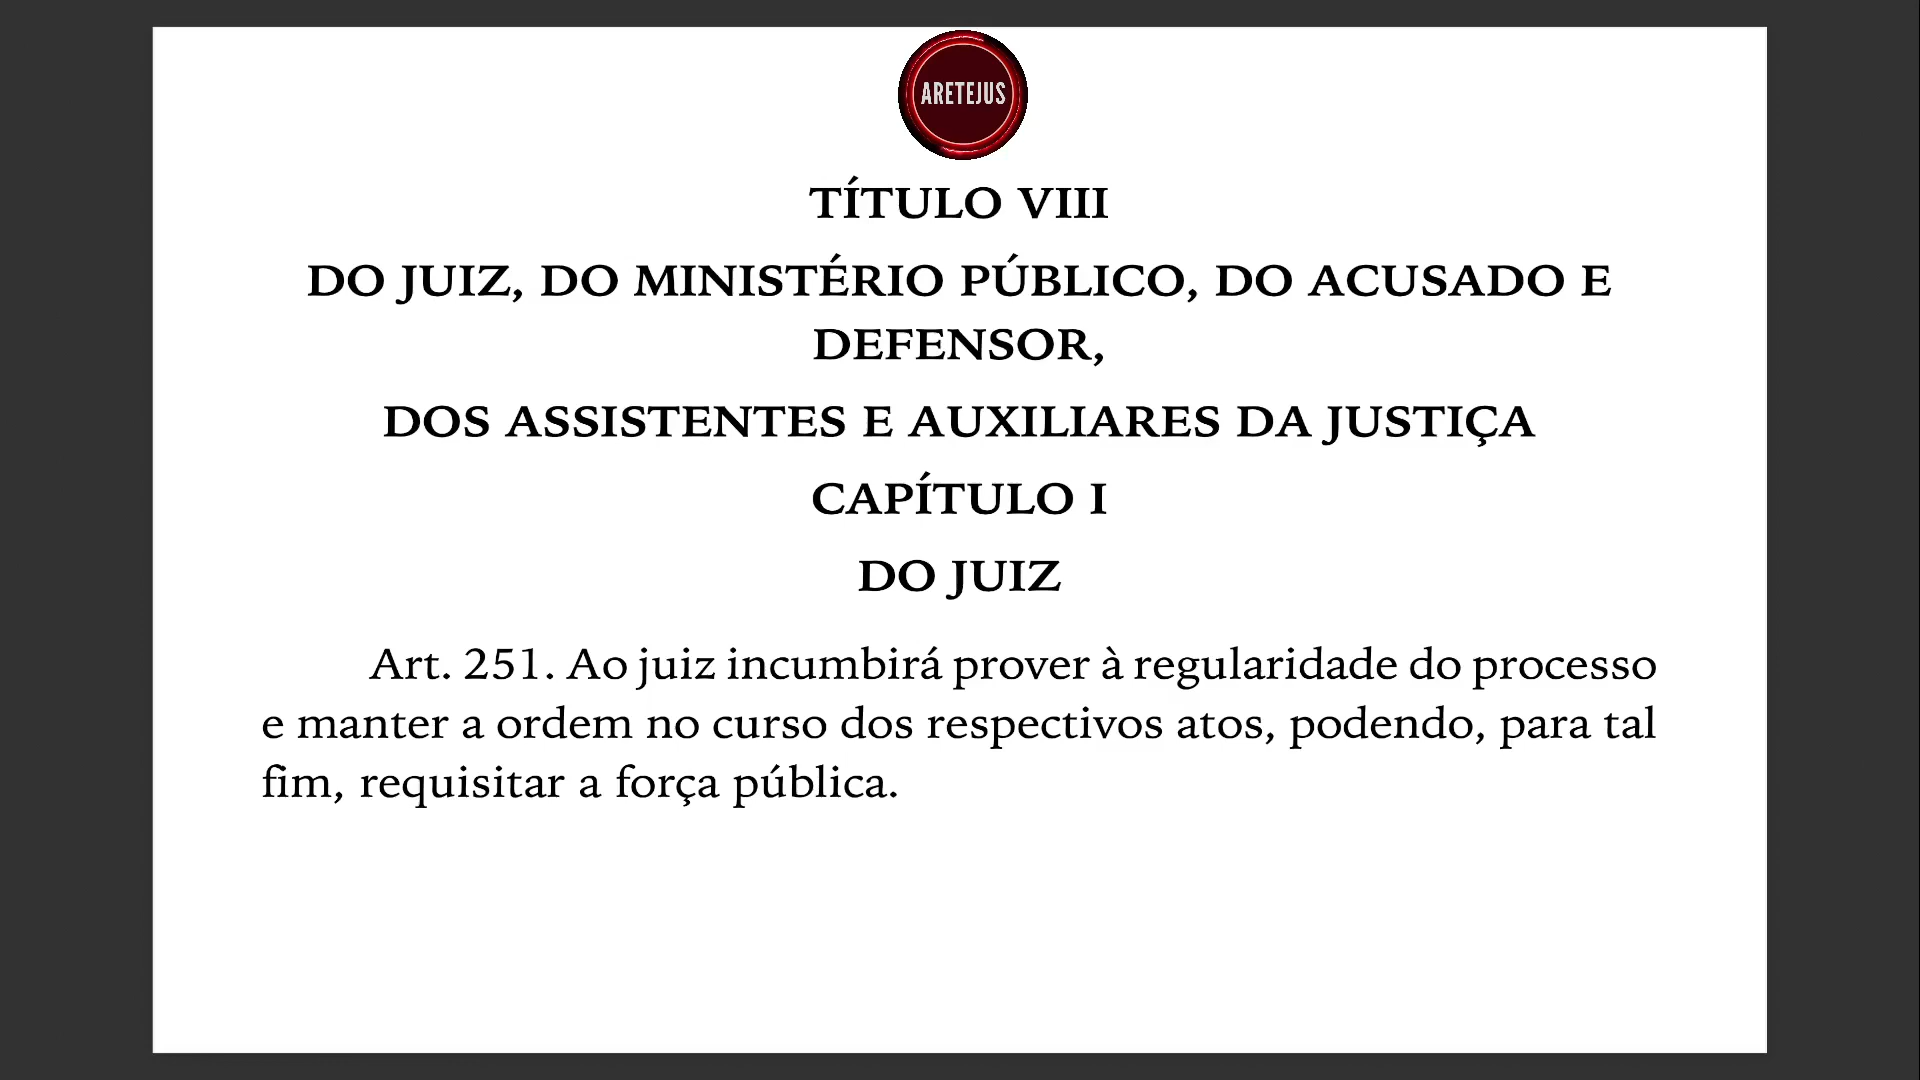 ARETEJUS
TÍTULO VIII
DO JUIZ, DO MINISTÉRIO PÚBLICO, DO ACUSADO E
DEFENSOR,
DOS ASSISTENTES E AUXILIARES DA JUSTIÇA
CAPÍTULO I
DO JUIZ
Art. 251. Ao juiz incumbirá prover à regularidade do processo
e manter a ordem no curso dos respectivos atos, podendo, para tal
fim, requisitar a força pública.